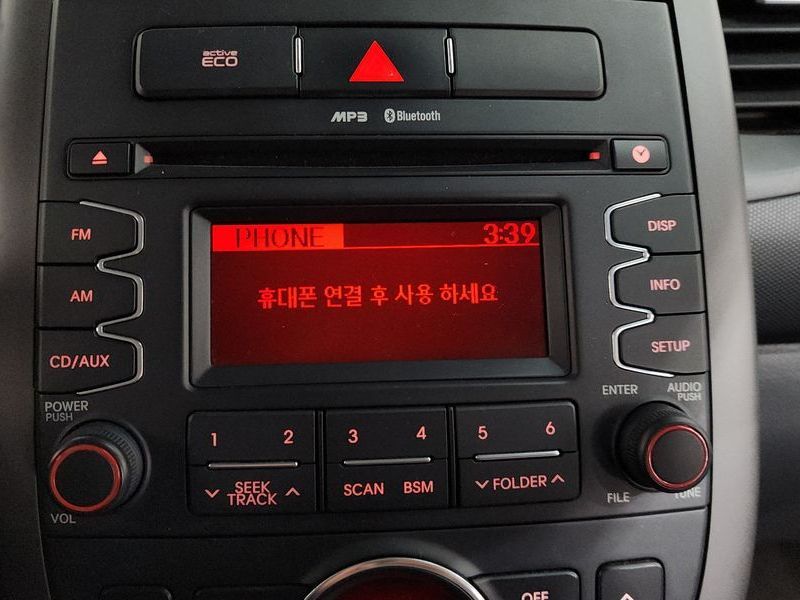 active
ECO
MP3 Bluetooth
FM
AM
CD/AUX
PHONE 3:39
휴대폰 연결 후 사용 하세요
DISP
INFO
SETUP
POWER
PUSH
VOL
1 2
SEEK
TRACK
3 4
SCAN BSM
5 6
FOLDER
ENTER
AUDIO
PUSH
FILE
TUNE
OFF